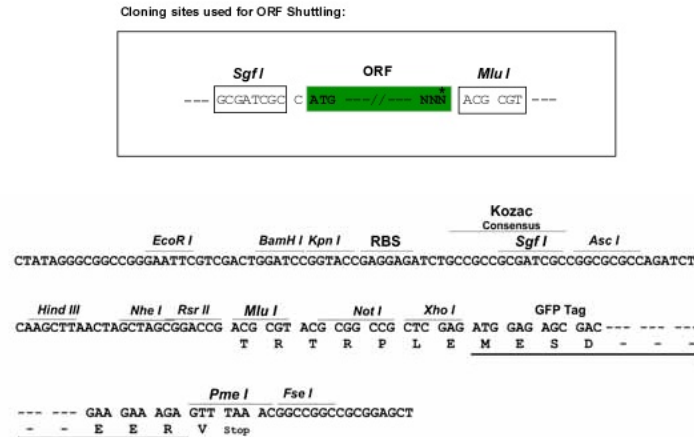 Cloning sites used for ORF Shuttling:
Sgf I ORF Mlu I
--- GCGATCGC C ATG ---//--- NNN* ACG CGT ---
Kozac
Consensus
EcoR I BamH I Kpn I RBS Sgf I Asc I
CTATAGGGCGGCCGGGAATTCGTCGACTGGATCCGGTACCGAGGAGATCTGCCGCCGCGATCGCCGGCGCGCCAGATCT
Hind III Nhe I Rsr II Mlu I Not I Xho I GFP Tag
CAAGCTTAACTAGCTAGCGGACCG ACG CGT ACG CGG CCG CTC GAG ATG GAG AGC GAC --- --- ---
T R T R P L E M E S D - - -
Pme I Fse I
--- --- GAA GAA AGA GTT TAA ACGGCCGGCCGCGGAGCT
- - E E R V Stop